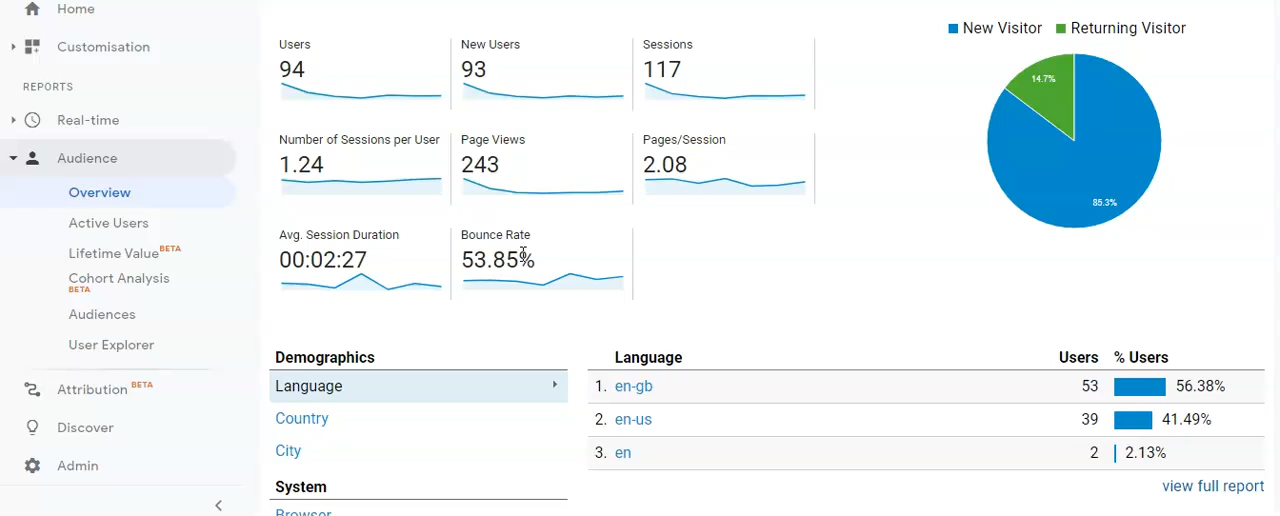 Home
Customisation
REPORTS
Real-time
Audience
Overview
Active Users
Lifetime Value BETA
Cohort Analysis
BETA
Audiences
User Explorer
Attribution BETA
Discover
Admin
Users
94
New Users
93
Sessions
117
Number of Sessions per User
1.24
Page Views
243
Pages/Session
2.08
Avg. Session Duration
00:02:27
Bounce Rate
53.85%
New Visitor Returning Visitor
14.7%
85.3%
Demographics
Language
Country
City
System
Browser
Language Users % Users
1. en-gb 53 56.38%
2. en-us 39 41.49%
3. en 2 2.13%
view full report